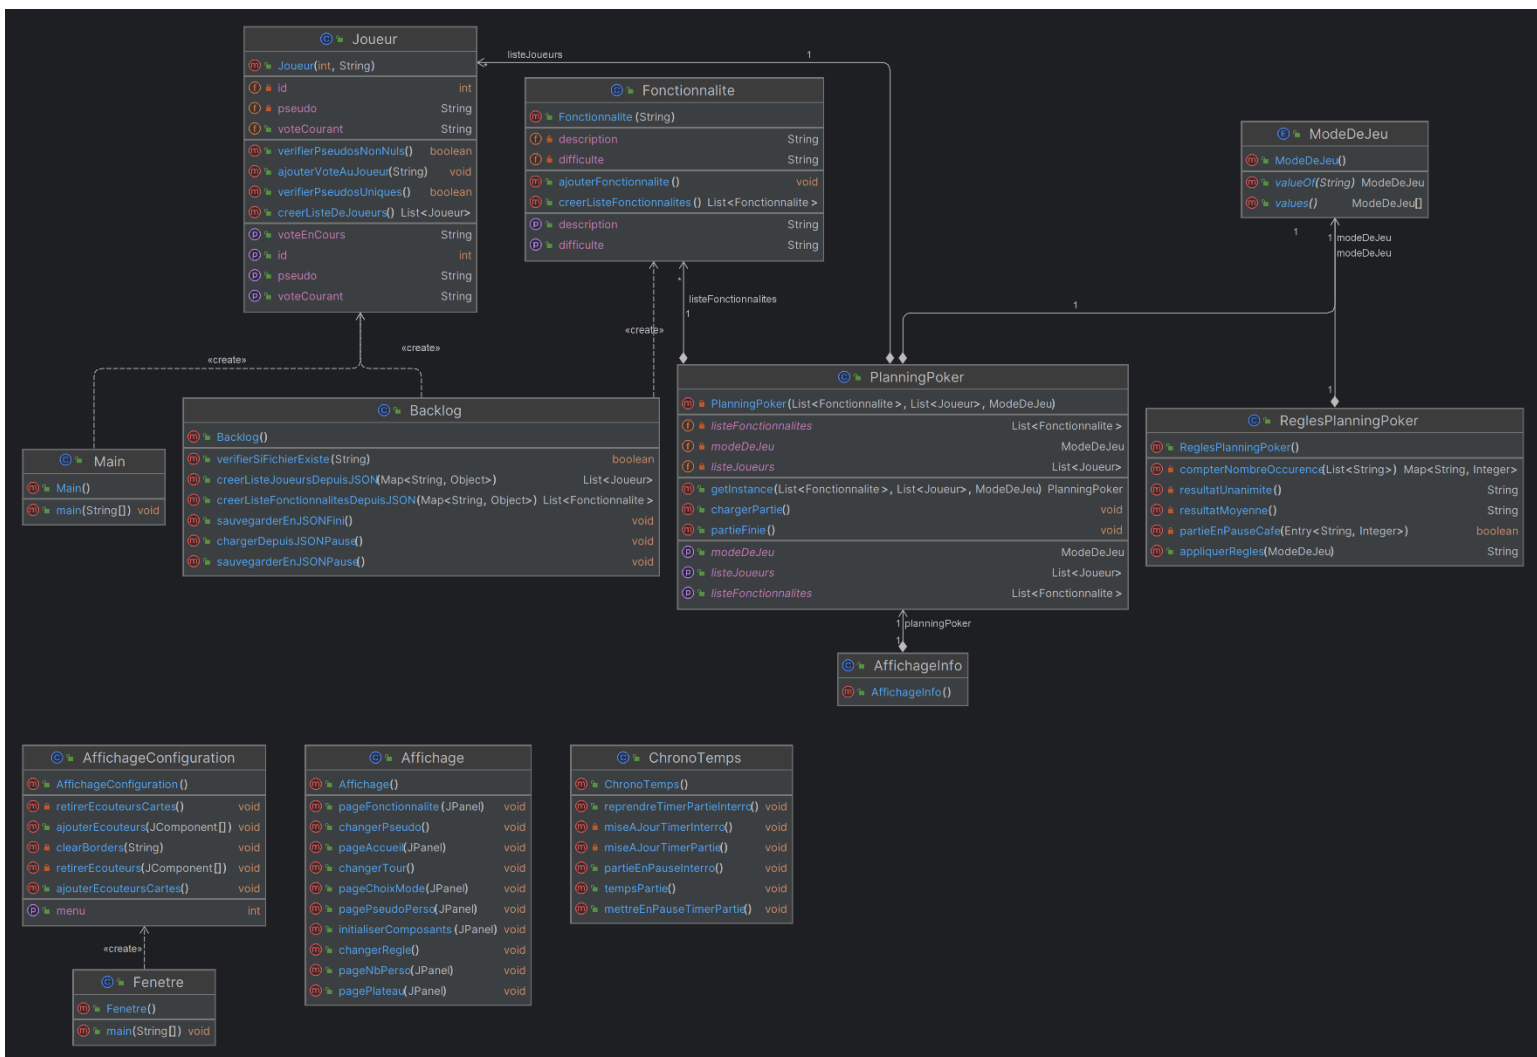 Joueur
Joueur(int, String)
id int
pseudo String
voteCourant String
verifierPseudosNonNuls() boolean
ajouterVoteAuJoueur(String) void
verifierPseudosUniques() boolean
creerListeDeJoueurs() List<Joueur>
voteEnCours String
id int
pseudo String
voteCourant String
listeJoueurs
1
Fonctionnalite
Fonctionnalite (String)
description String
difficulte String
ajouterFonctionnalite () void
creerListeFonctionnalites () List<Fonctionnalite >
description String
difficulte String
ModeDeJeu
ModeDeJeu()
valueOf(String) ModeDeJeu
values() ModeDeJeu[]
1
1 modeDeJeu
modeDeJeu
*
listeFonctionnalites
1
1
«create»
«create»
«create»
1
Main
Main()
main(String[]) void
Backlog
Backlog()
verifierSiFichierExiste(String) boolean
creerListeJoueursDepuisJSON(Map<String, Object>) List<Joueur>
creerListeFonctionnalitesDepuisJSON(Map<String, Object>) List<Fonctionnalite >
sauvegarderEnJSONFini() void
chargerDepuisJSONPause() void
sauvegarderEnJSONPause() void
PlanningPoker
PlanningPoker(List<Fonctionnalite >, List<Joueur>, ModeDeJeu)
listeFonctionnalites List<Fonctionnalite >
modeDeJeu ModeDeJeu
listeJoueurs List<Joueur>
getInstance(List<Fonctionnalite >, List<Joueur>, ModeDeJeu) PlanningPoker
chargerPartie() void
partieFinie() void
modeDeJeu ModeDeJeu
listeJoueurs List<Joueur>
listeFonctionnalites List<Fonctionnalite >
ReglesPlanningPoker
ReglesPlanningPoker()
compterNombreOccurence(List<String>) Map<String, Integer>
resultatUnanimite() String
resultatMoyenne() String
partieEnPauseCafe(Entry<String, Integer>) boolean
appliquerRegles(ModeDeJeu) String
1 planningPoker
1
AffichageInfo
AffichageInfo()
AffichageConfiguration
AffichageConfiguration()
retirerEcouteursCartes() void
ajouterEcouteurs(JComponent[]) void
clearBorders(String) void
retirerEcouteurs(JComponent[]) void
ajouterEcouteursCartes() void
menu int
«create»
Fenetre
Fenetre()
main(String[]) void
Affichage
Affichage()
pageFonctionnalite (JPanel) void
changerPseudo() void
pageAccueil(JPanel) void
changerTour() void
pageChoixMode(JPanel) void
pagePseudoPerso(JPanel) void
initialiserComposants (JPanel) void
changerRegle() void
pageNbPerso(JPanel) void
pagePlateau(JPanel) void
ChronoTemps
ChronoTemps()
reprendreTimerPartieInterro() void
miseAJourTimerInterro() void
miseAJourTimerPartie() void
partieEnPauseInterro() void
tempsPartie() void
mettreEnPauseTimerPartie() void